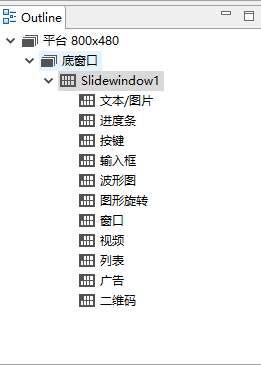 Outline
平台 800x480
底窗口
Slidewindow1
文本/图片
进度条
按键
输入框
波形图
图形旋转
窗口
视频
列表
广告
二维码